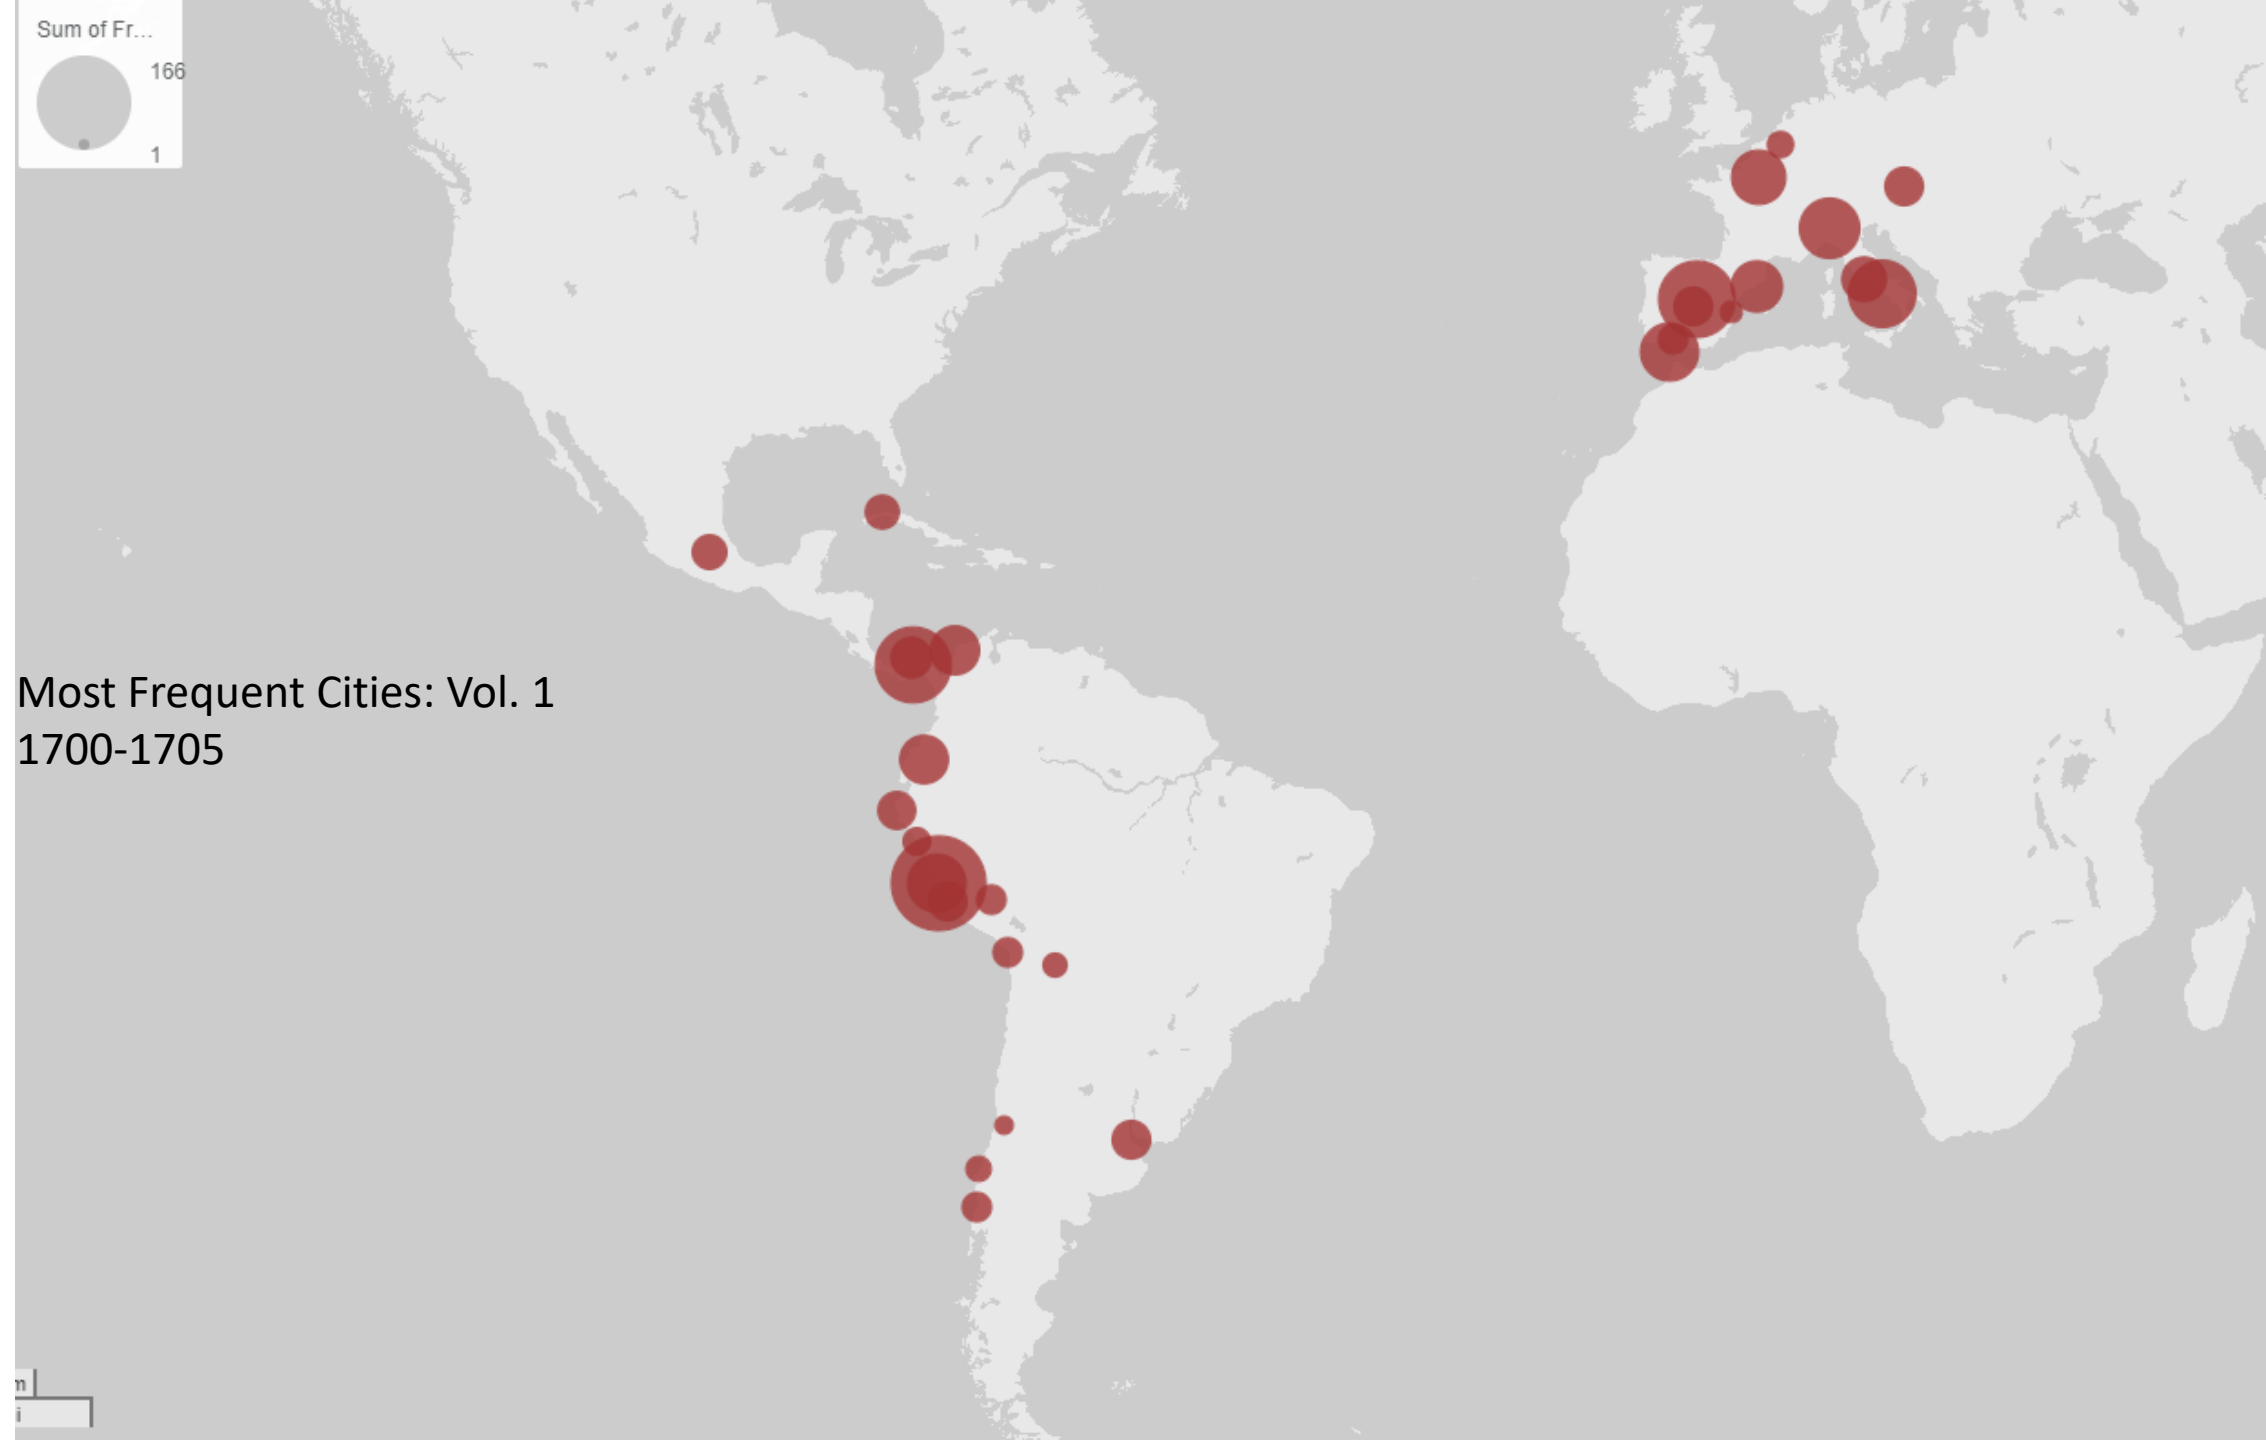 Sum of Fr...
166
1
Most Frequent Cities: Vol. 1
1700-1705
m
i